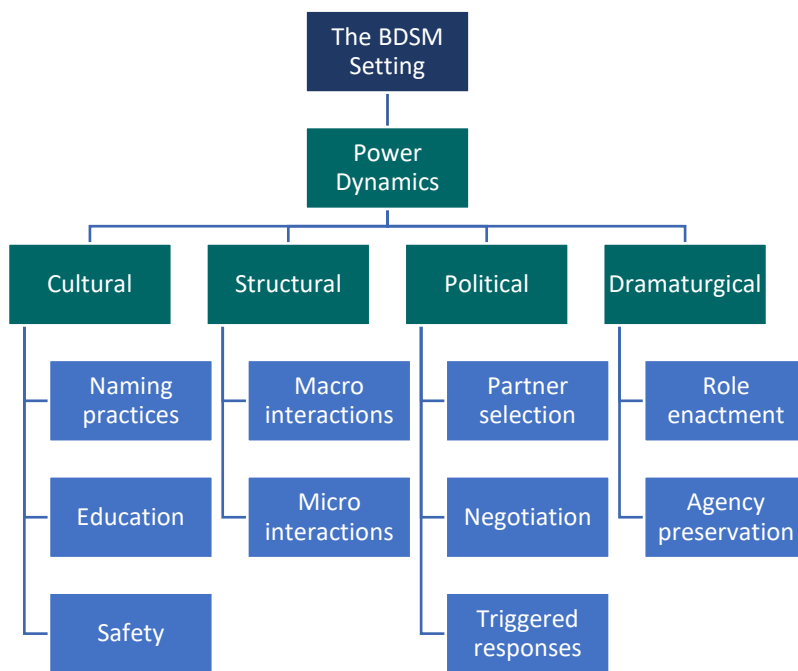 The BDSM
Setting
Power
Dynamics
Cultural
Structural
Political
Dramaturgical
Naming
practices
Macro
interactions
Partner
selection
Role
enactment
Education
Micro
interactions
Negotiation
Agency
preservation
Safety
Triggered
responses